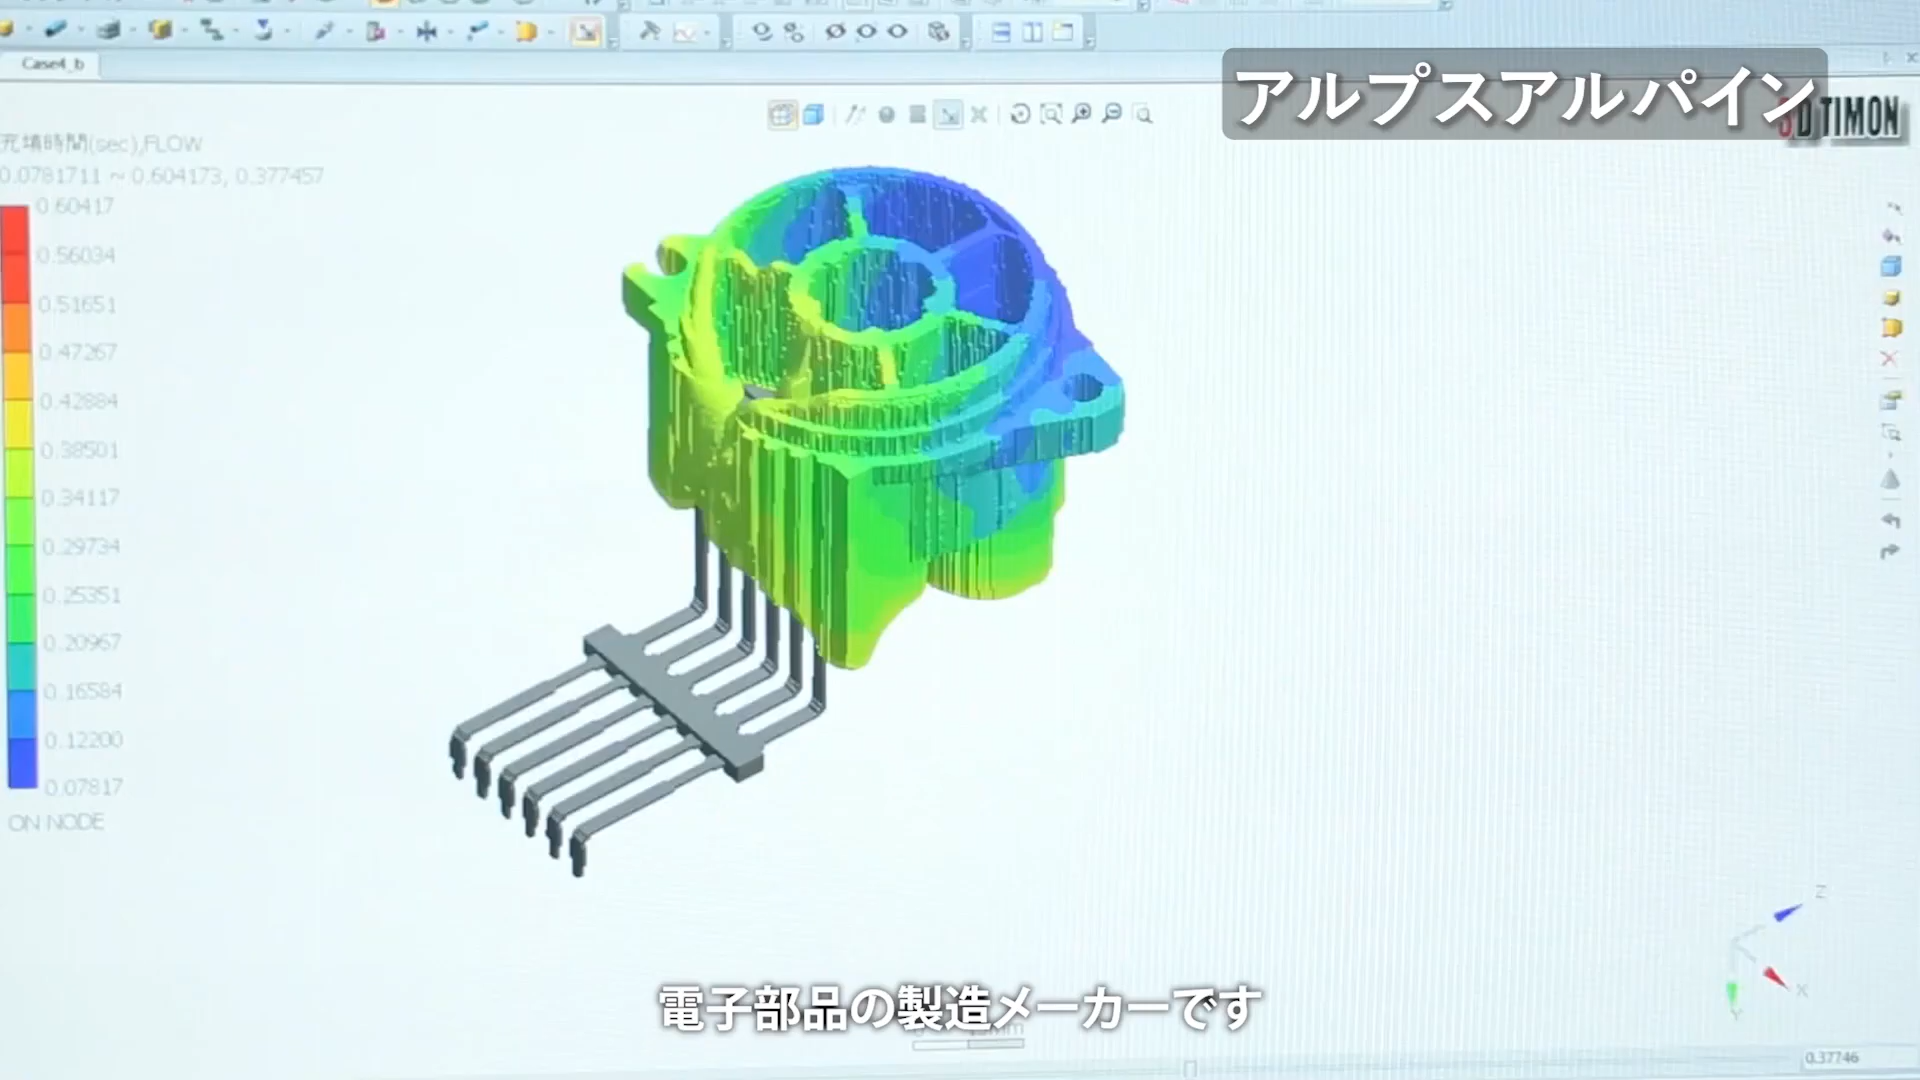 Case4_b
アルプスアルパイン
3D TIMON
充填時間(sec),FLOW
0.0781711 ~ 0.604173, 0.377457
0.60417
0.56034
0.51651
0.47267
0.42884
0.38501
0.34117
0.29734
0.25351
0.20967
0.16584
0.12200
0.07817
ON NODE
Z
X
Y
電子部品の製造メーカーです
0.37746